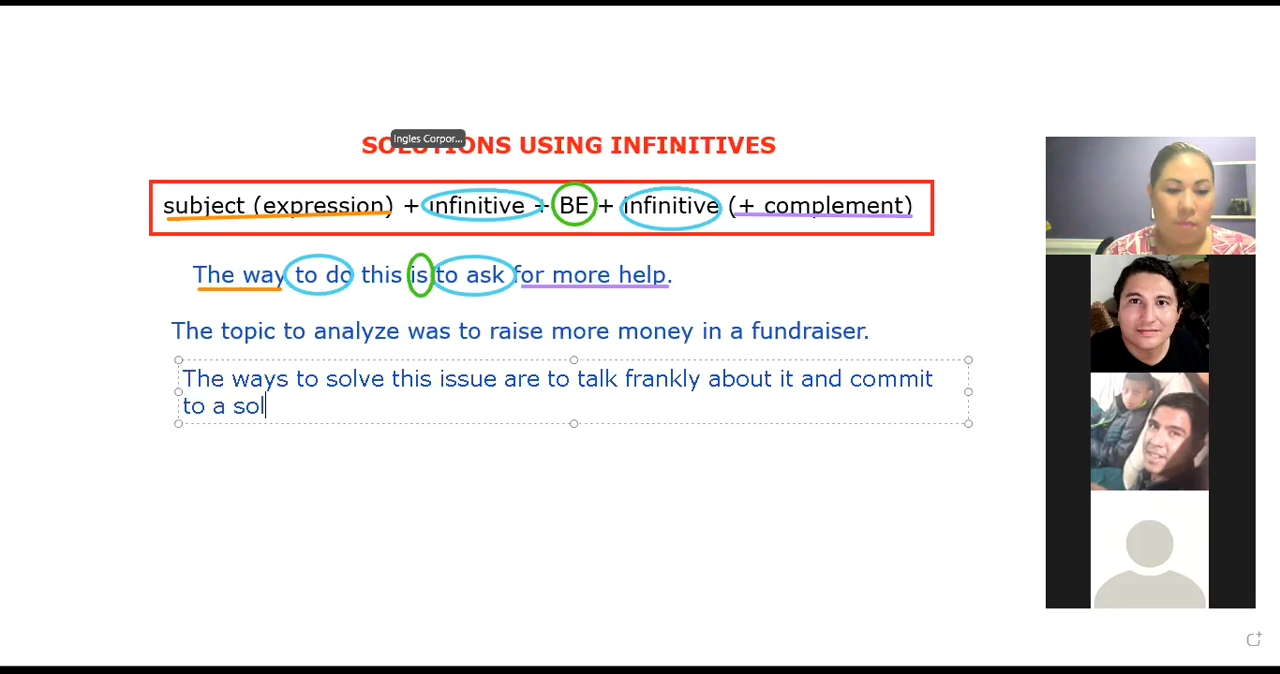 SOLUTIONS USING INFINITIVES
Ingles Corpor...
subject (expression) + infinitive + BE + infinitive (+ complement)
The way to do this is to ask for more help.
The topic to analyze was to raise more money in a fundraiser.
The ways to solve this issue are to talk frankly about it and commit
to a sol